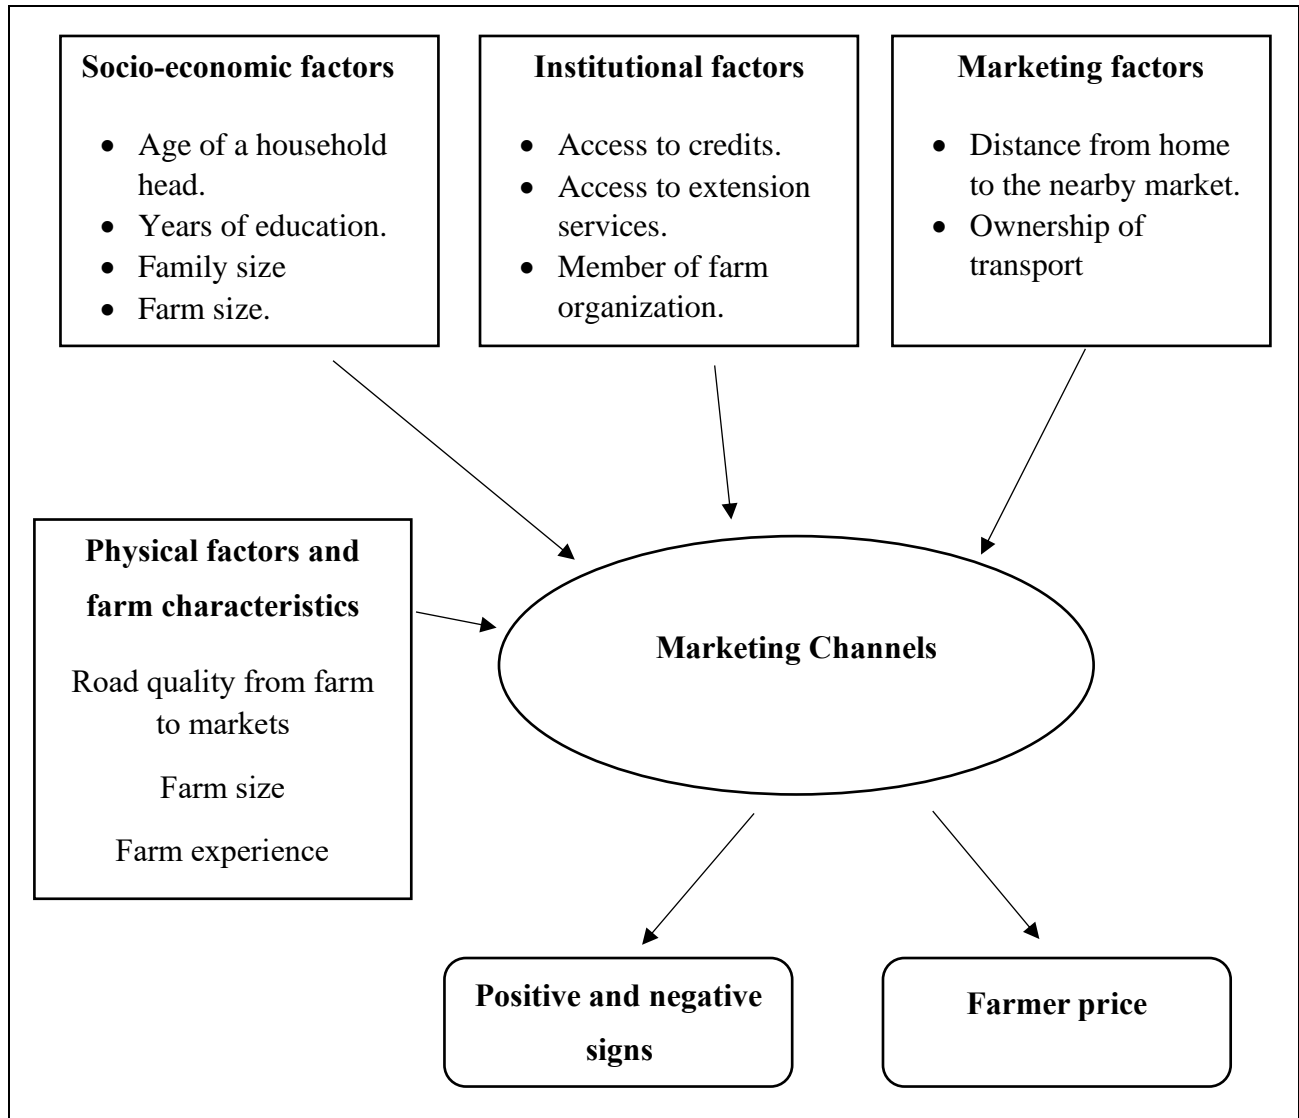 Socio-economic factors
• Age of a household
head.
• Years of education.
• Family size
• Farm size.
Institutional factors
• Access to credits.
• Access to extension
services.
• Member of farm
organization.
Marketing factors
• Distance from home
to the nearby market.
• Ownership of
transport
Physical factors and
farm characteristics
Road quality from farm
to markets
Farm size
Farm experience
Marketing Channels
Positive and negative
signs
Farmer price